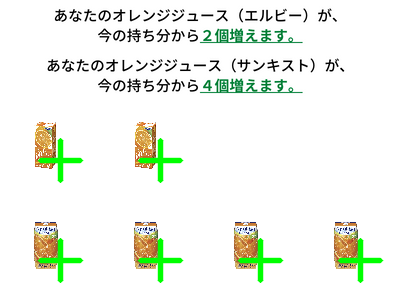 あなたのオレンジジュース（エルビー）が、
今の持ち分から２個増えます。
あなたのオレンジジュース（サンキスト）が、
今の持ち分から４個増えます。